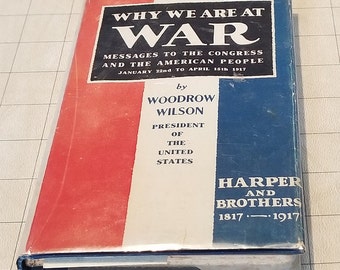 WHY WE ARE AT
WAR
MESSAGES TO THE CONGRESS
AND THE AMERICAN PEOPLE
JANUARY 22ND TO APRIL 15TH 1917
by
WOODROW
WILSON
PRESIDENT
OF
THE
UNITED
STATES
HARPER
AND
BROTHERS
1817—1917